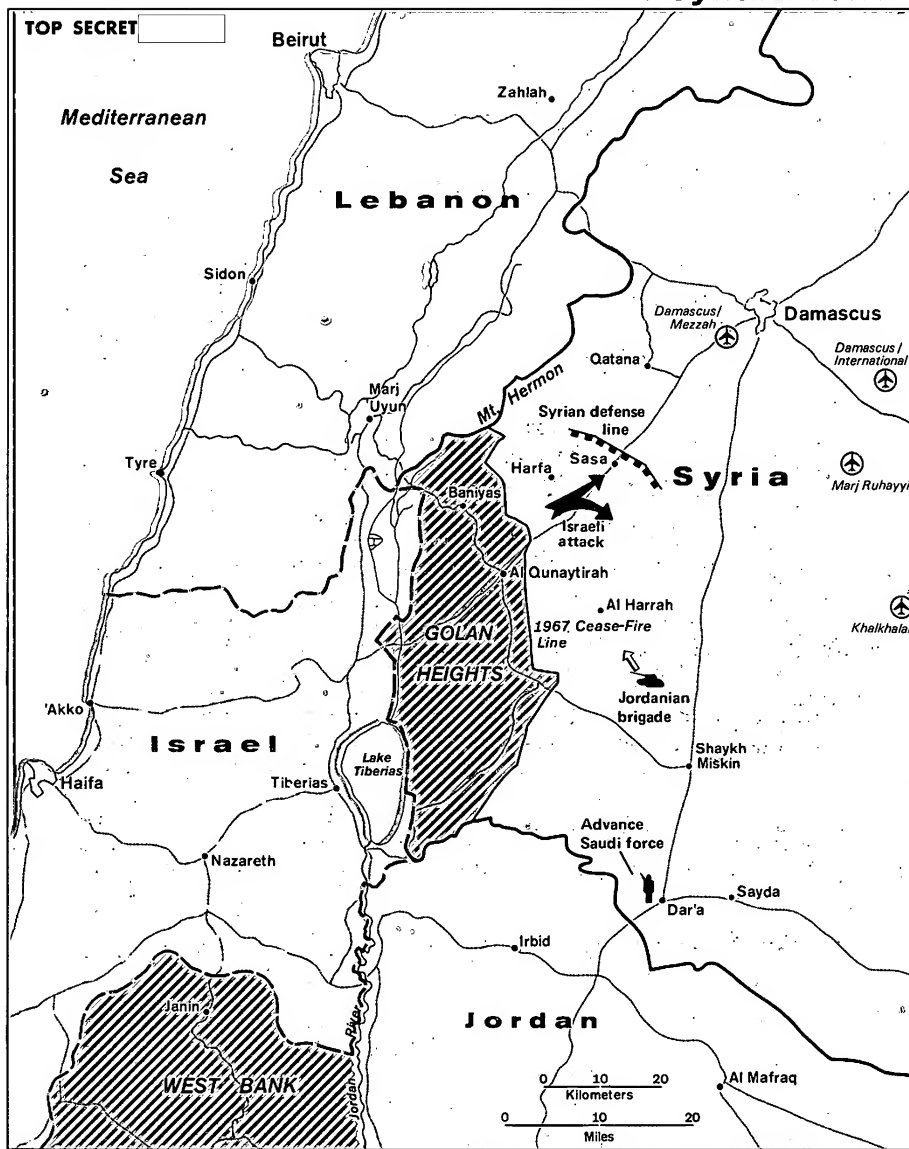 TOP SECRET
Beirut
Zahlah
Mediterranean
Sea
Lebanon
Sidon
Damascus/
Mezzah
Damascus
Damascus/
International
Qatana
Marj
'Uyun
Mt. Hermon
Syrian defense
line
Tyre
Harfa
Sasa
Syria
Marj Ruhayyi
Baniyas
Israeli
attack
Al Qunaytirah
Al Harrah
Khalkhalah
GOLAN
HEIGHTS
1967 Cease-Fire
Line
Jordanian
brigade
'Akko
Israel
Lake
Tiberias
Shaykh
Miskin
Haifa
Tiberias
Advance
Saudi force
Nazareth
Sayda
Dar'a
Irbid
Janin
Jordan River
Jordan
WEST BANK
0 10 20
Kilometers
Al Mafraq
0 10 20
Miles